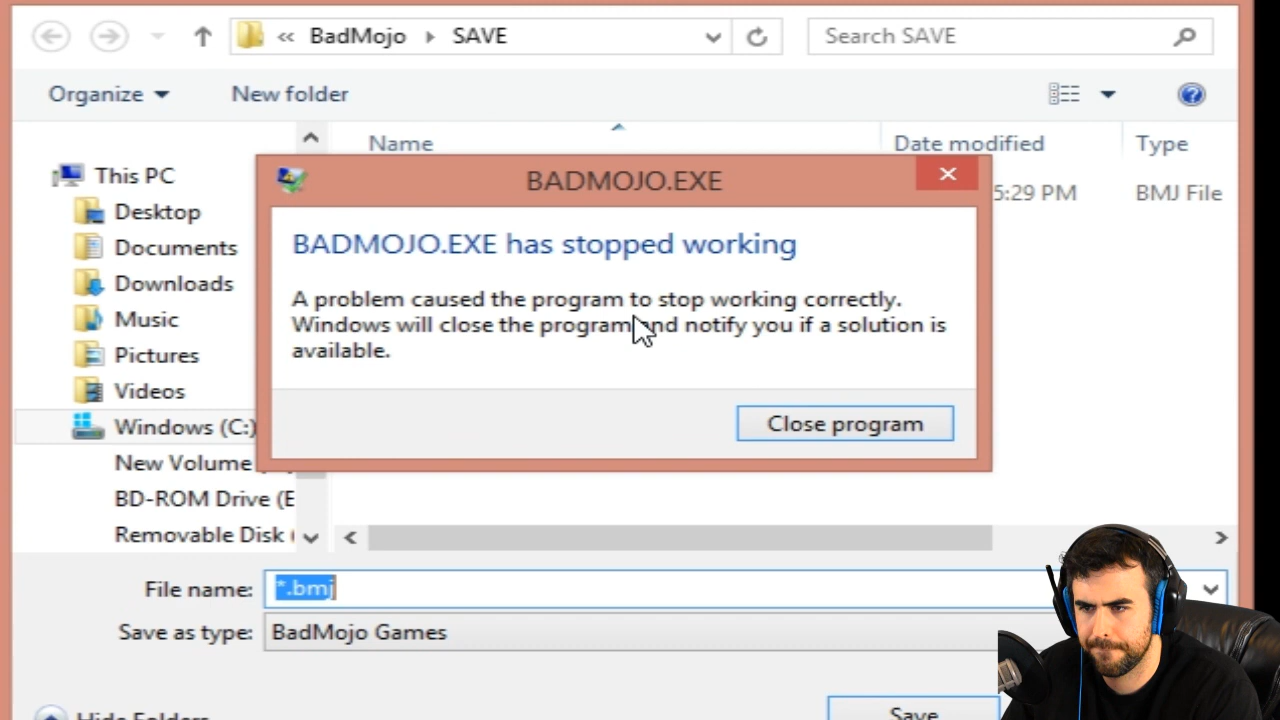 « BadMojo SAVE
Search SAVE
Organize
New folder
Name
Date modified
Type
This PC
Desktop
Documents
Downloads
Music
Pictures
Videos
Windows (C:)
New Volume
BD-ROM Drive (E
Removable Disk
5:29 PM
BMJ File
BADMOJO.EXE
BADMOJO.EXE has stopped working
A problem caused the program to stop working correctly.
Windows will close the program and notify you if a solution is
available.
Close program
File name: *.bmj
Save as type: BadMojo Games
Hide Folders
Save